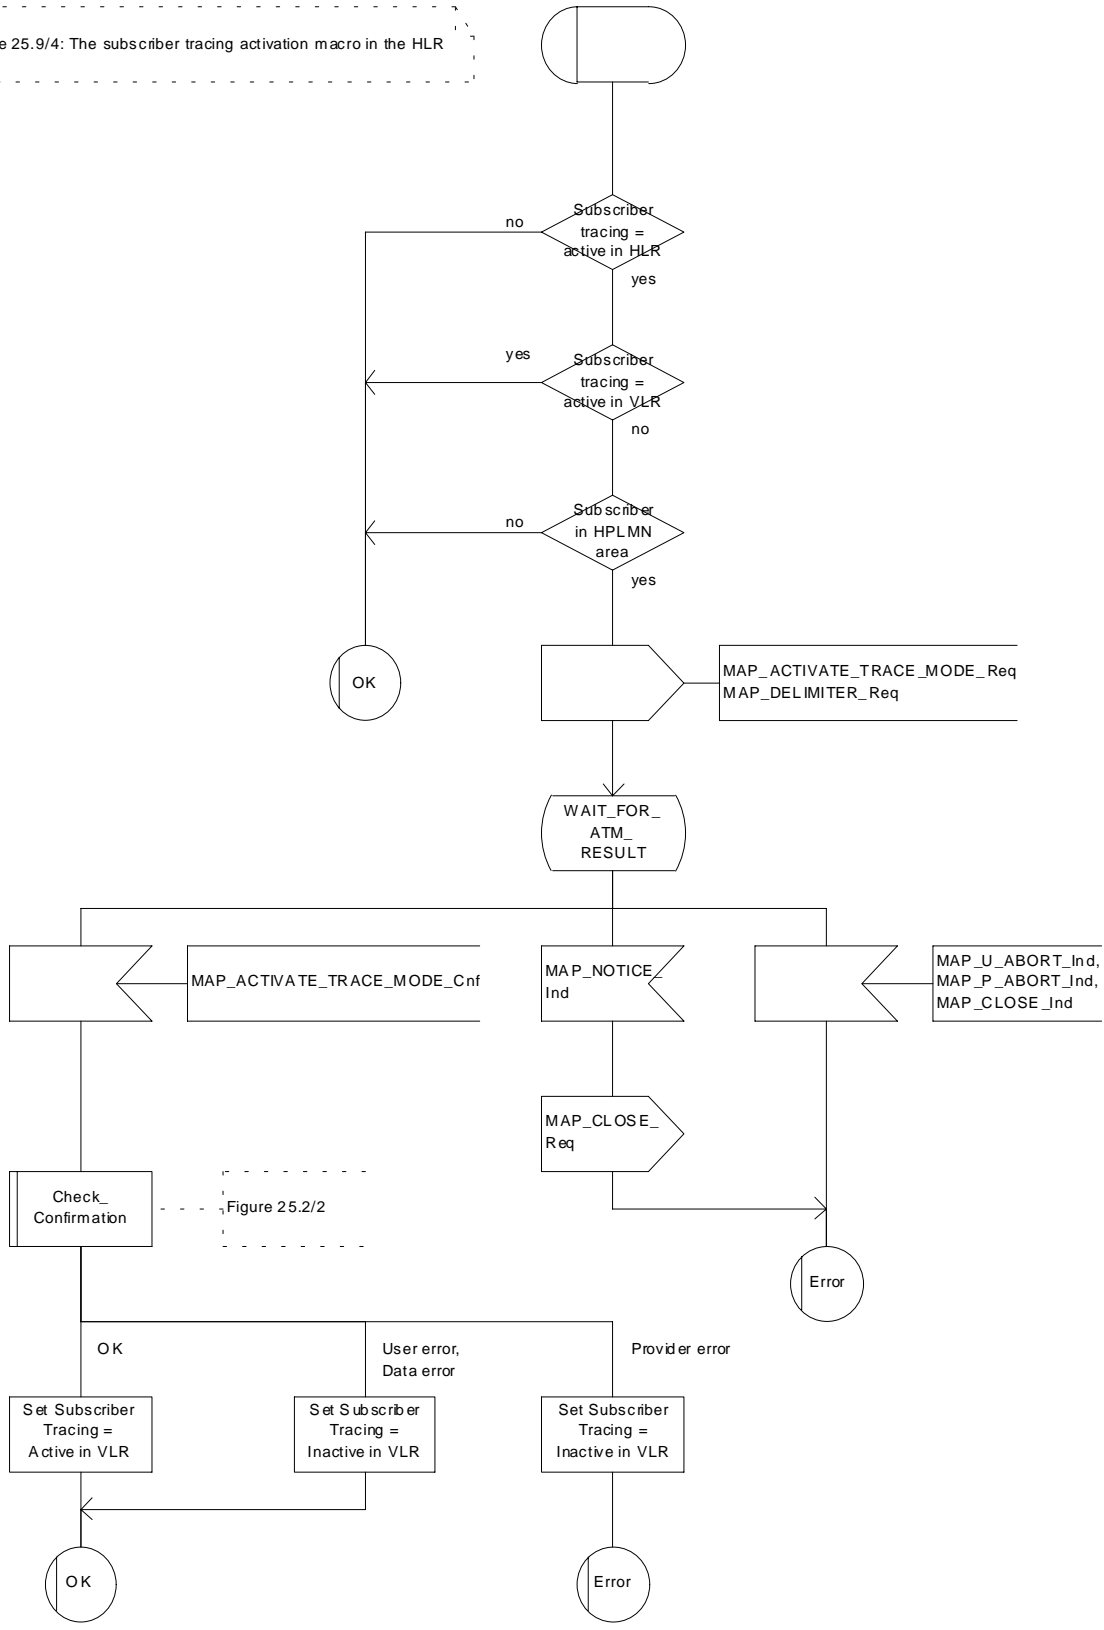 e 25.9/4: The subscriber tracing activation macro in the HLR
Subscriber
tracing =
active in HLR
no
yes
Subscriber
tracing =
active in VLR
yes
no
Subscriber
in HPLMN
area
no
yes
OK
MAP_ACTIVATE_TRACE_MODE_Req
MAP_DELIMITER_Req
WAIT_FOR_
ATM_
RESULT
MAP_ACTIVATE_TRACE_MODE_Cnf
MAP_NOTICE_
Ind
MAP_U_ABORT_Ind,
MAP_P_ABORT_Ind,
MAP_CLOSE_Ind
MAP_CLOSE_
Req
Check_
Confirmation
Figure 25.2/2
Error
OK
User error,
Data error
Provider error
Set Subscriber
Tracing =
Active in VLR
Set Subscriber
Tracing =
Inactive in VLR
Set Subscriber
Tracing =
Inactive in VLR
OK
Error